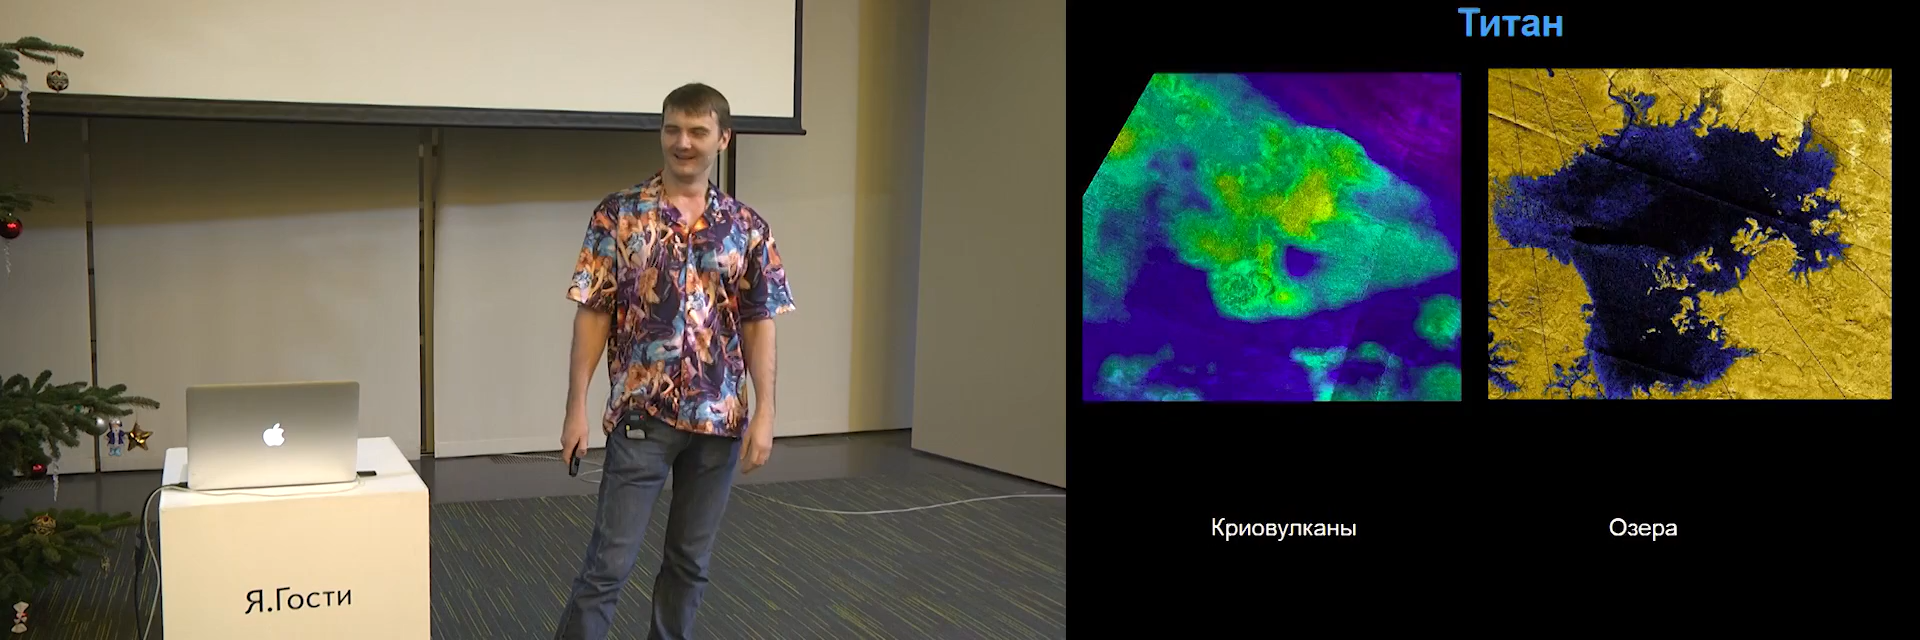 Я.Гости
Титан
Криовулканы
Озера